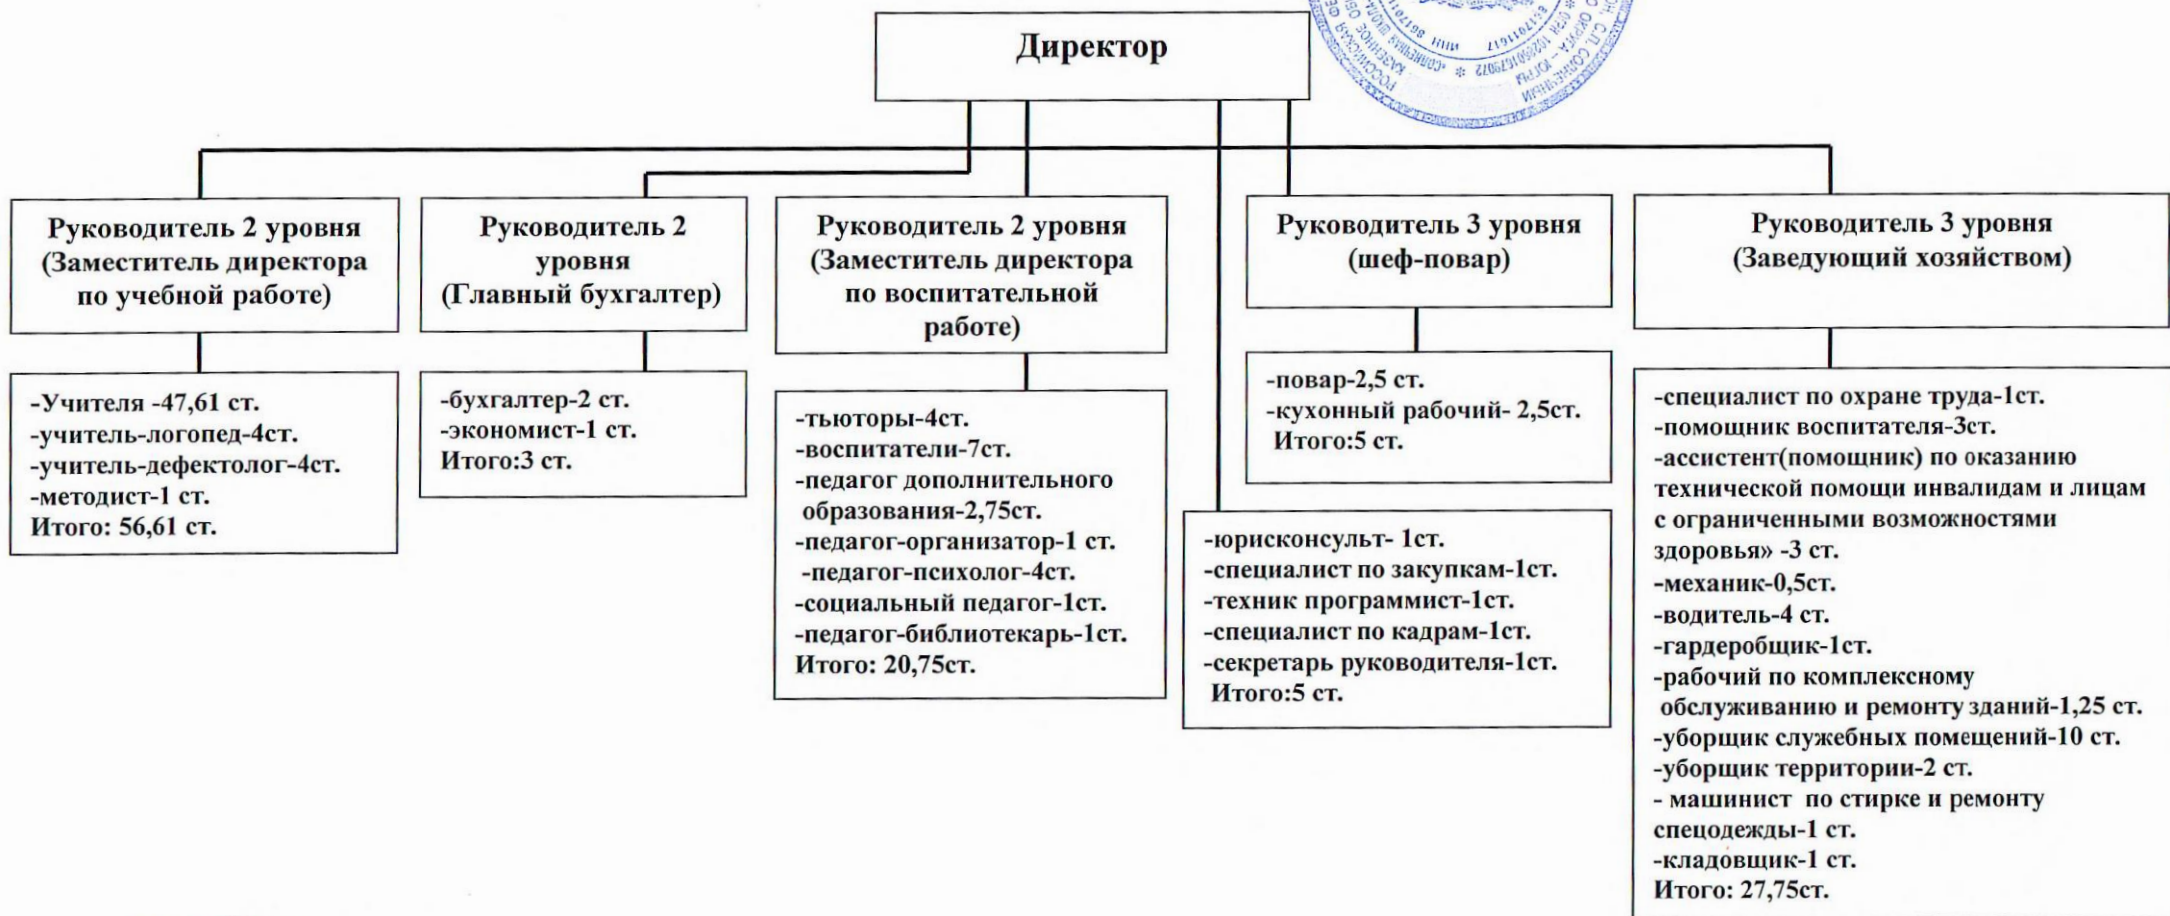 Директор
Руководитель 2 уровня
(Заместитель директора
по учебной работе)
-Учителя -47,61 ст.
-учитель-логопед-4ст.
-учитель-дефектолог-4ст.
-методист-1 ст.
Итого: 56,61 ст.
Руководитель 2
уровня
(Главный бухгалтер)
-бухгалтер-2 ст.
-экономист-1 ст.
Итого:3 ст.
Руководитель 2 уровня
(Заместитель директора
по воспитательной
работе)
-тьюторы-4ст.
-воспитатели-7ст.
-педагог дополнительного
образования-2,75ст.
-педагог-организатор-1 ст.
-педагог-психолог-4ст.
-социальный педагог-1ст.
-педагог-библиотекарь-1ст.
Итого: 20,75ст.
Руководитель 3 уровня
(шеф-повар)
-повар-2,5 ст.
-кухонный рабочий- 2,5ст.
Итого:5 ст.
-юрисконсульт- 1ст.
-специалист по закупкам-1ст.
-техник программист-1ст.
-специалист по кадрам-1ст.
-секретарь руководителя-1ст.
Итого:5 ст.
Руководитель 3 уровня
(Заведующий хозяйством)
-специалист по охране труда-1ст.
-помощник воспитателя-3ст.
-ассистент(помощник) по оказанию
технической помощи инвалидам и лицам
с ограниченными возможностями
здоровья» -3 ст.
-механик-0,5ст.
-водитель-4 ст.
-гардеробщик-1ст.
-рабочий по комплексному
обслуживанию и ремонту зданий-1,25 ст.
-уборщик служебных помещений-10 ст.
-уборщик территории-2 ст.
- машинист по стирке и ремонту
спецодежды-1 ст.
-кладовщик-1 ст.
Итого: 27,75ст.